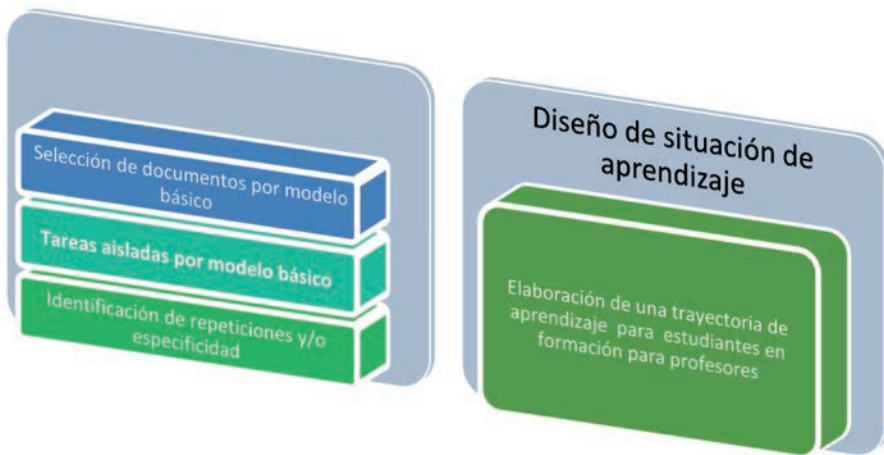 Selección de documentos por modelo
básico
Tareas aisladas por modelo básico
Identificación de repeticiones y/o
especificidad
Diseño de situación de
aprendizaje
Elaboración de una trayectoria de
aprendizaje para estudiantes en
formación para profesores